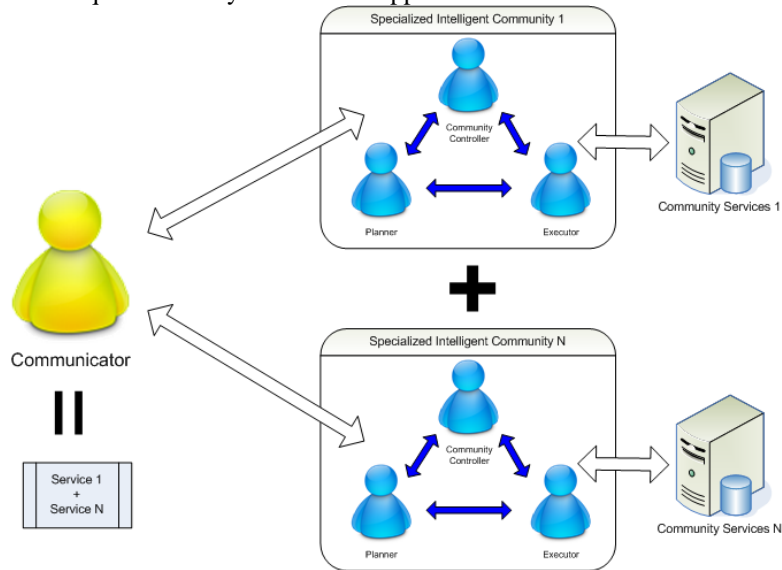 Specialized Intelligent Community 1
Community
Controller
Planner
Executor
Community Services 1
Communicator
Service 1
+
Service N
Specialized Intelligent Community N
Community
Controller
Planner
Executor
Community Services N